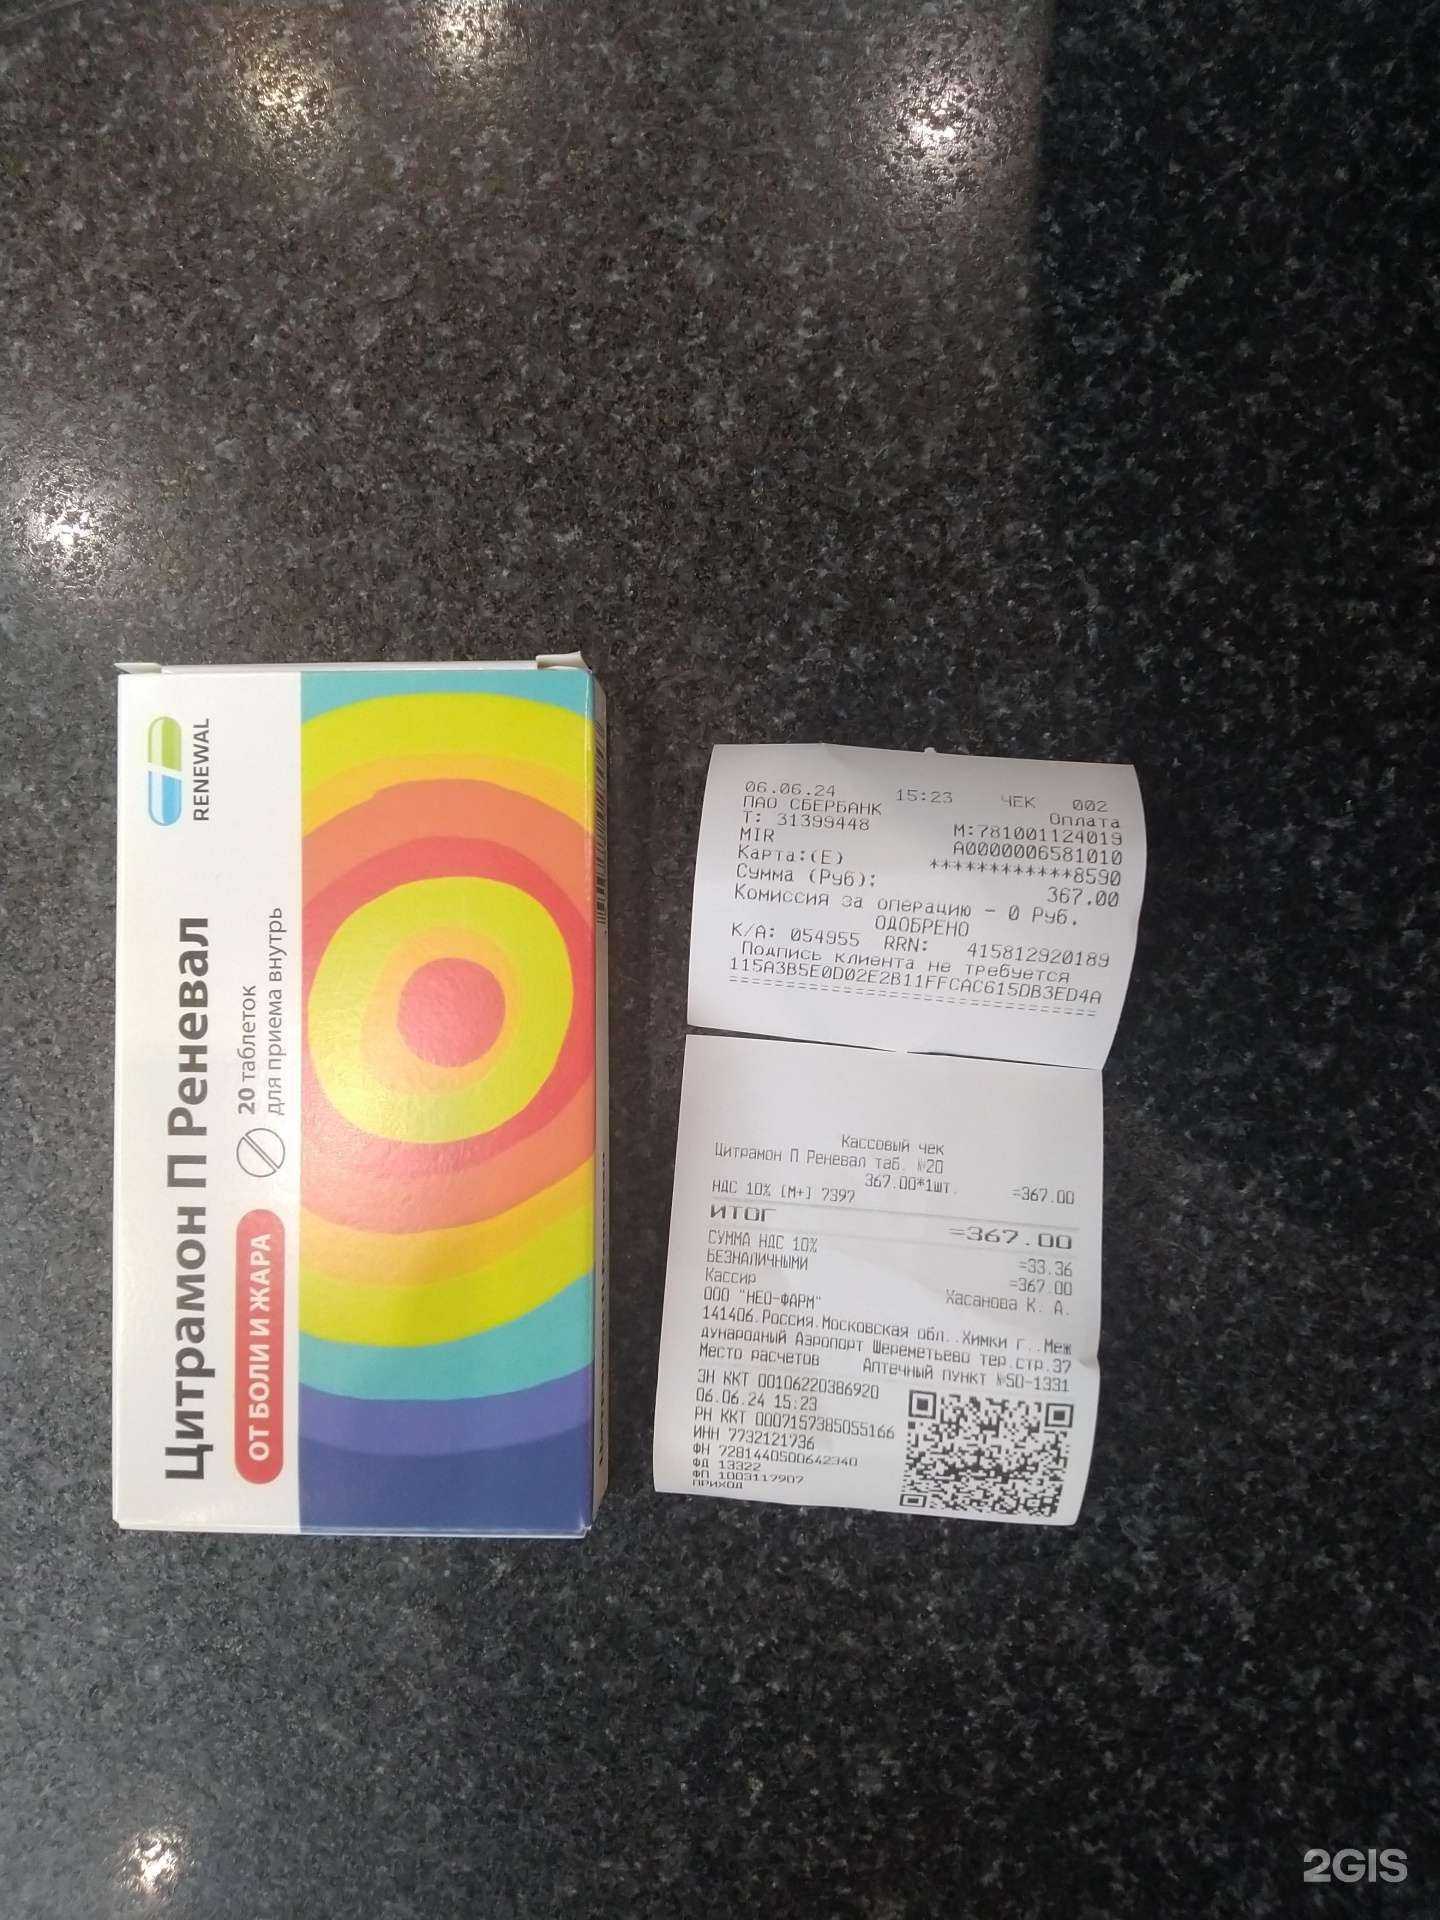 RENEWAL
Цитрамон П Реневал
20 таблеток
для приема внутрь
ОТ БОЛИ И ЖАРА
06.06.24 15:23 ЧЕК 002
ПАО СБЕРБАНК Оплата
Т: 31399448 М:781001124019
MIR A0000006581010
Карта:(E) ************8590
Сумма (Руб): 367.00
Комиссия за операцию - 0 Руб.
ОДОБРЕНО
К/А: 054955 RRN: 415812920189
Подпись клиента не требуется
115A3B5E0D02E2B11FFCAC615DB3ED4A
================================
Кассовый чек
Цитрамон П Реневал таб. №20
367.00*1шт. =367.00
НДС 10% [М+] 7397
ИТОГ =367.00
СУММА НДС 10% =33.36
БЕЗНАЛИЧНЫМИ =367.00
Кассир Хасанова К. А.
ООО "НЕО-ФАРМ"
141406.Россия.Московская обл..Химки г..Меж
дународный Аэропорт Шереметьево тер.стр.37
Место расчетов Аптечный пункт №SO-1331
ЗН ККТ 00106220386920
06.06.24 15:23
РН ККТ 0007157385055166
ИНН 7732121736
ФН 7281440500642340
ФД 13322
ФП 1003117907
ПРИХОД
2GIS